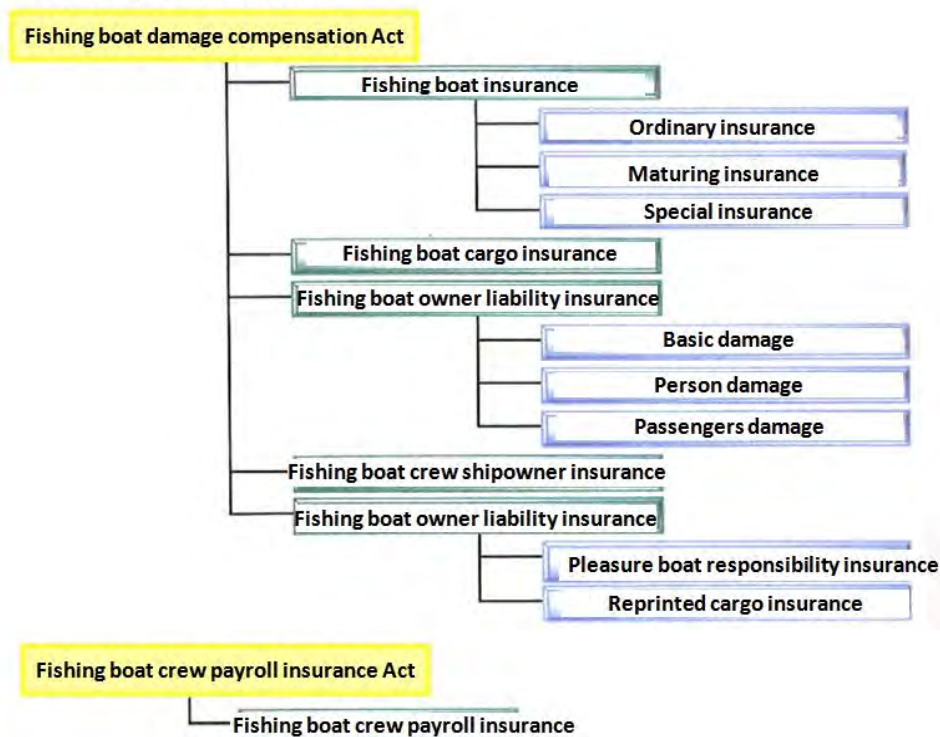 Fishing boat damage compensation Act
Fishing boat insurance
Ordinary insurance
Maturing insurance
Special insurance
Fishing boat cargo insurance
Fishing boat owner liability insurance
Basic damage
Person damage
Passengers damage
Fishing boat crew shipowner insurance
Fishing boat owner liability insurance
Pleasure boat responsibility insurance
Reprinted cargo insurance
Fishing boat crew payroll insurance Act
Fishing boat crew payroll insurance